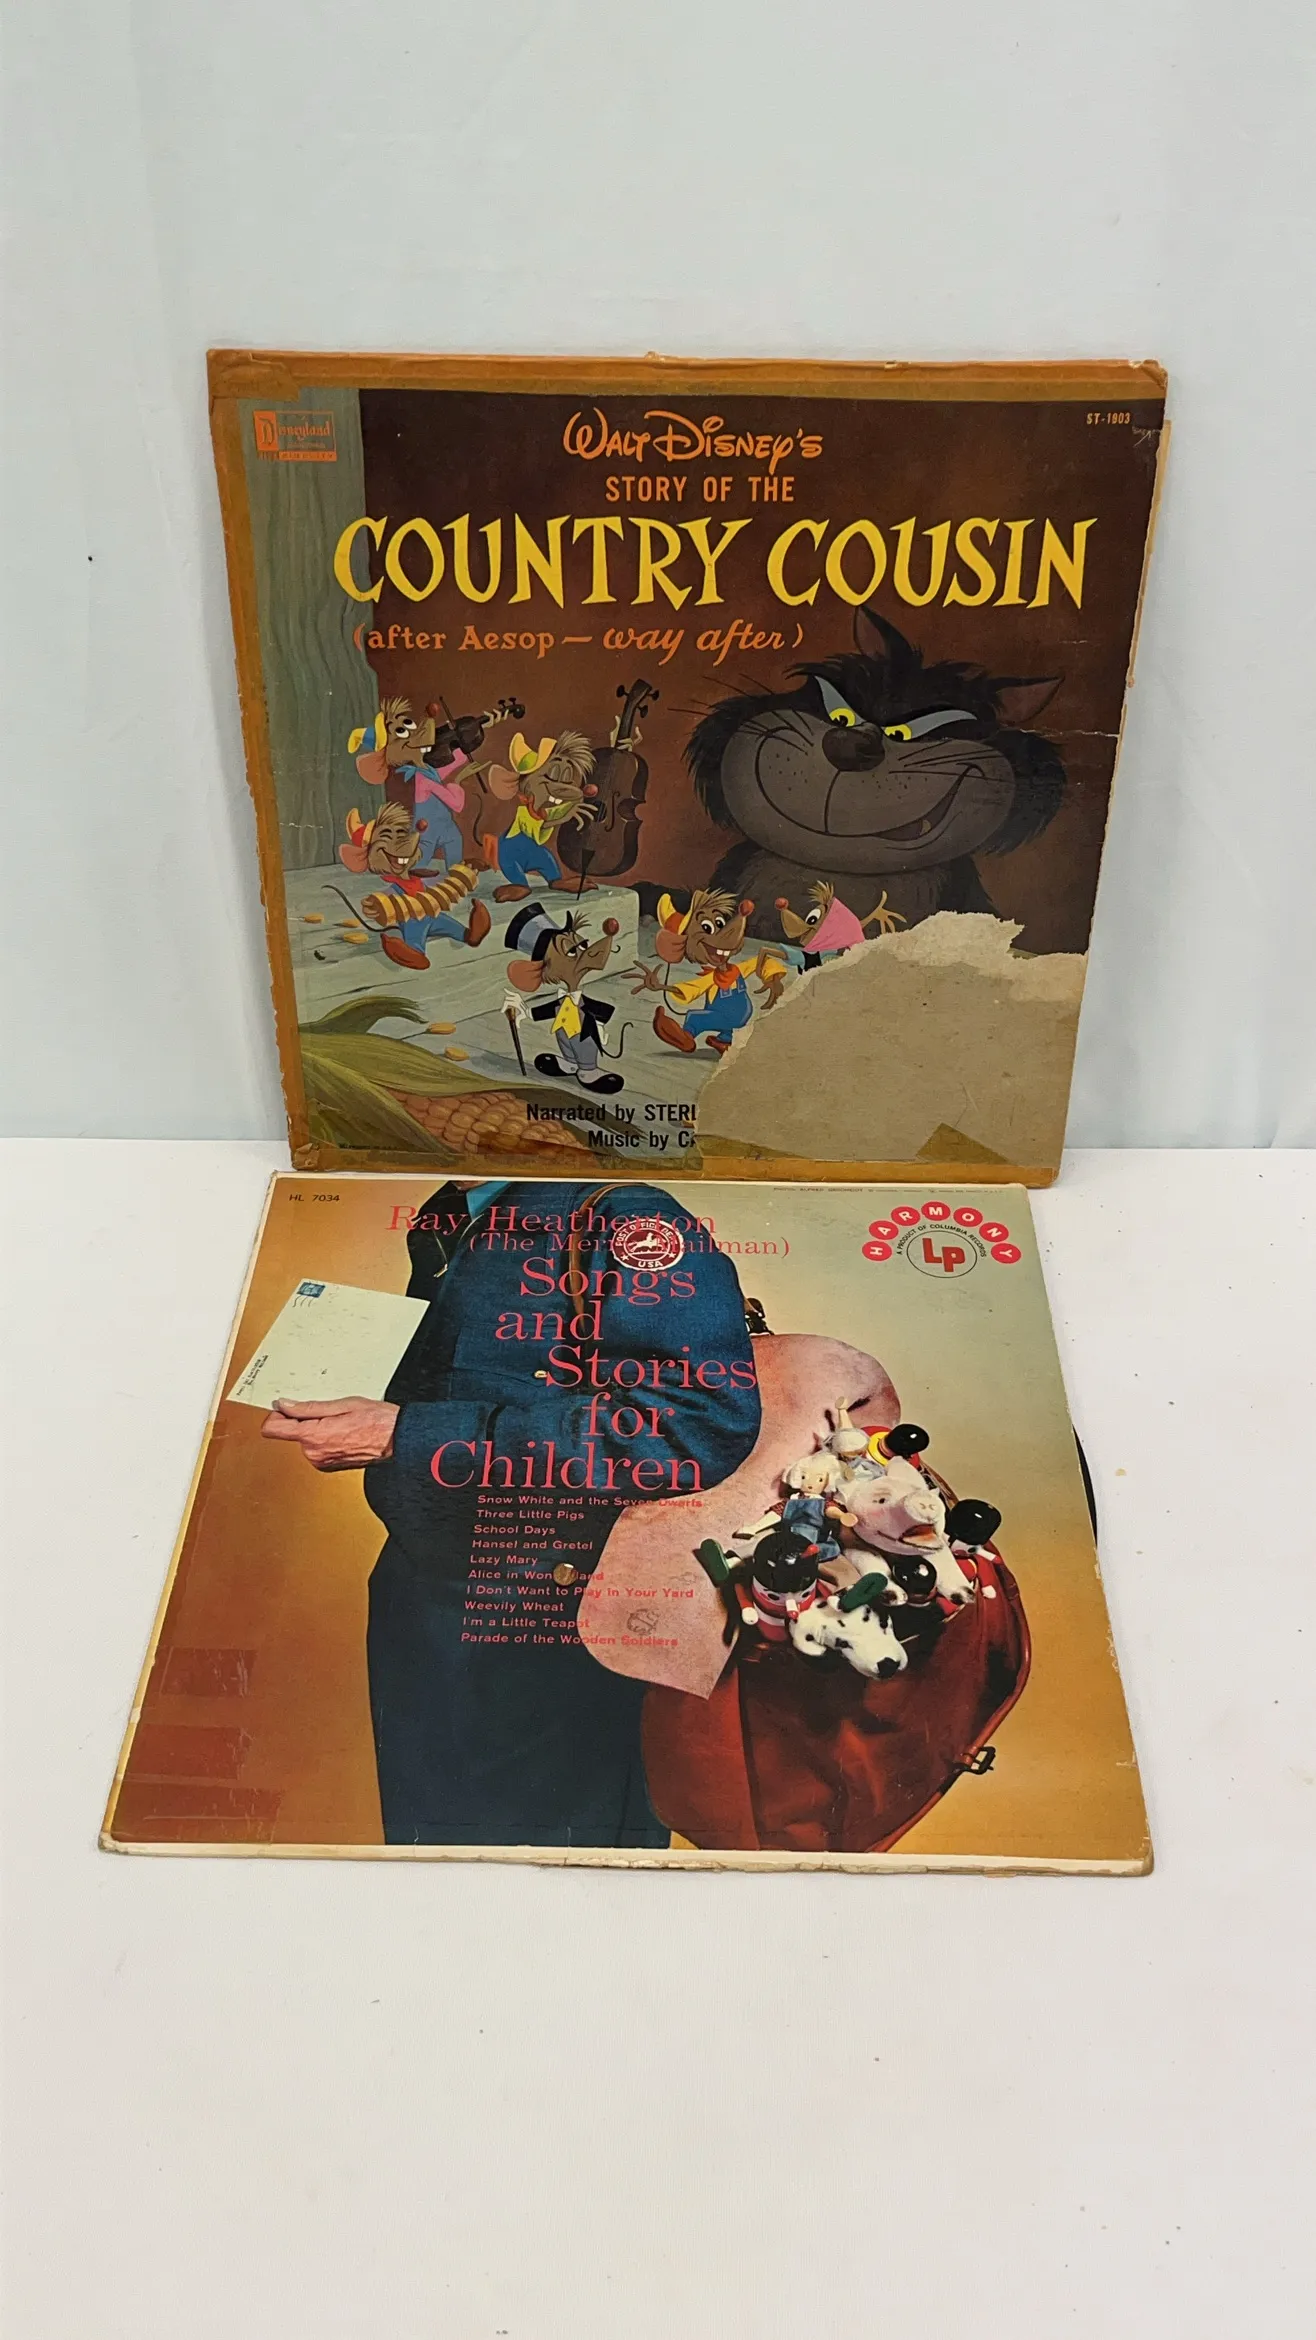 Disneyland
ST-1903
WALT DISNEY'S
STORY OF THE
COUNTRY COUSIN
(after Aesop — way after)
Narrated by STERL
Music by C
HL 7034
Ray Heatherton
(The Merry Mailman)
POST OFFICE
USA
HARMONY
A PRODUCT OF COLUMBIA RECORDS
Lp
Songs
and
Stories
for
Children
Snow White and the Seven Dwarfs
Three Little Pigs
School Days
Hansel and Gretel
Lazy Mary
Alice in Wonderland
I Don't Want to Play in Your Yard
Weevily Wheat
I'm a Little Teapot
Parade of the Wooden Soldiers